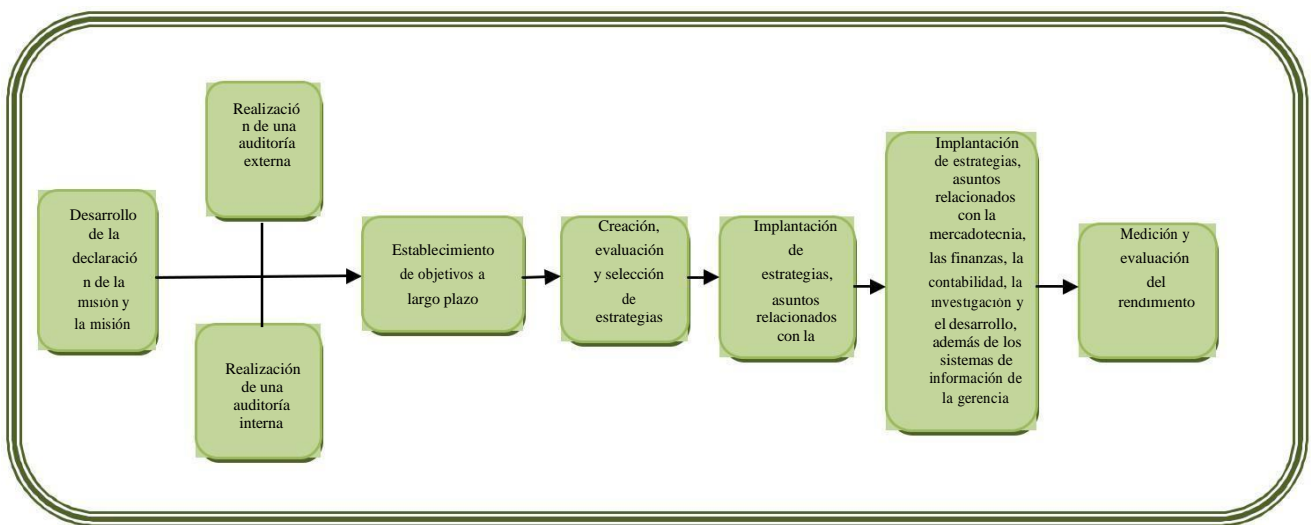 Desarrollo
de la
declaració
n de la
misión y
la misión
Realizació
n de una
auditoría
externa
Realización
de una
auditoría
interna
Establecimiento
de objetivos a
largo plazo
Creación,
evaluación
y selección
de
estrategias
Implantación
de
estrategias,
asuntos
relacionados
con la
Implantación
de estrategias,
asuntos
relacionados
con la
mercadotecnia,
las finanzas, la
contabilidad, la
investigación y
el desarrollo,
además de los
sistemas de
información de
la gerencia
Medición y
evaluación
del
rendimiento